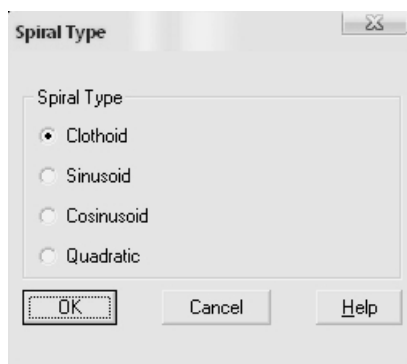 Spiral Type
Spiral Type
Clothoid
Sinusoid
Cosinusoid
Quadratic
OK Cancel Help